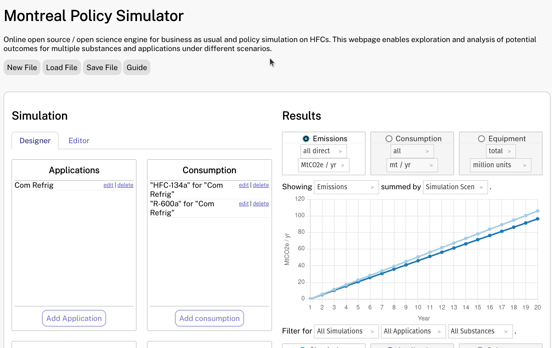 Montreal Policy Simulator
Online open source / open science engine for business as usual and policy simulation on HFCs. This webpage enables exploration and analysis of potential
outcomes for multiple substances and applications under different scenarios.
New File Load File Save File Guide
Simulation
Designer Editor
Applications
Com Refrig edit | delete
Add Application
Consumption
"HFC-134a" for "Com Refrig" edit | delete
"R-600a" for "Com Refrig" edit | delete
Add consumption
Results
Emissions
all direct
MtCO2e / yr
Consumption
all
mt / yr
Equipment
total
million units
Showing Emissions summed by Simulation Scen .
120
100
80
60
40
20
0
MtCO2e / yr
1 2 3 4 5 6 7 8 9 10 11 12 13 14 15 16 17 18 19 20
Year
Filter for All Simulations , All Applications , All Substances .